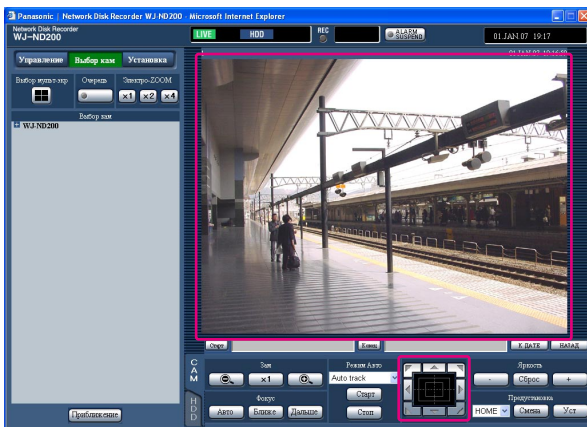 Panasonic | Network Disk Recorder WJ-ND200 - Microsoft Internet Explorer
Network Disk Recorder
WJ-ND200
LIVE HDD REC ALARM SUSPEND 01.JAN.07 19:17
Управление Выбор кам Установка
Выбор мульт-экр Очередь Электро-ZOOM
x1 x2 x4
Выбор кам
WJ-ND200
Старт Конец К ДАТЕ НАЗАД
CAM
HDD
Зум Режим Авто Яркость
x1 Auto track - Сброс +
Фокус Старт Предустановка
Авто Ближе Дальше Стоп HOME Смена Уст
Приближение